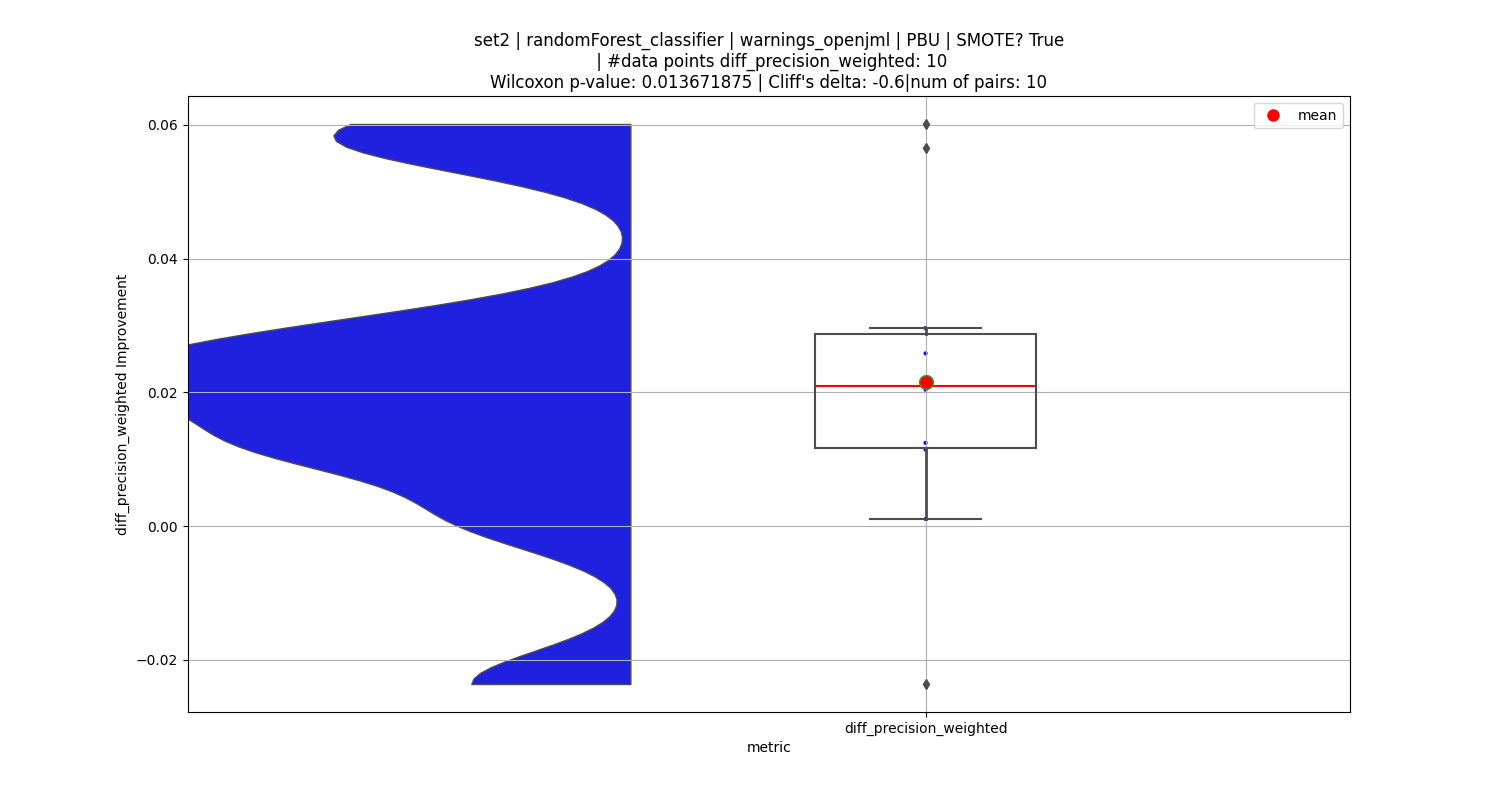 set2 | randomForest_classifier | warnings_openjml | PBU | SMOTE? True
| #data points diff_precision_weighted: 10
Wilcoxon p-value: 0.013671875 | Cliff's delta: -0.6|num of pairs: 10
mean
0.06
0.04
0.02
0.00
−0.02
diff_precision_weighted Improvement
diff_precision_weighted
metric